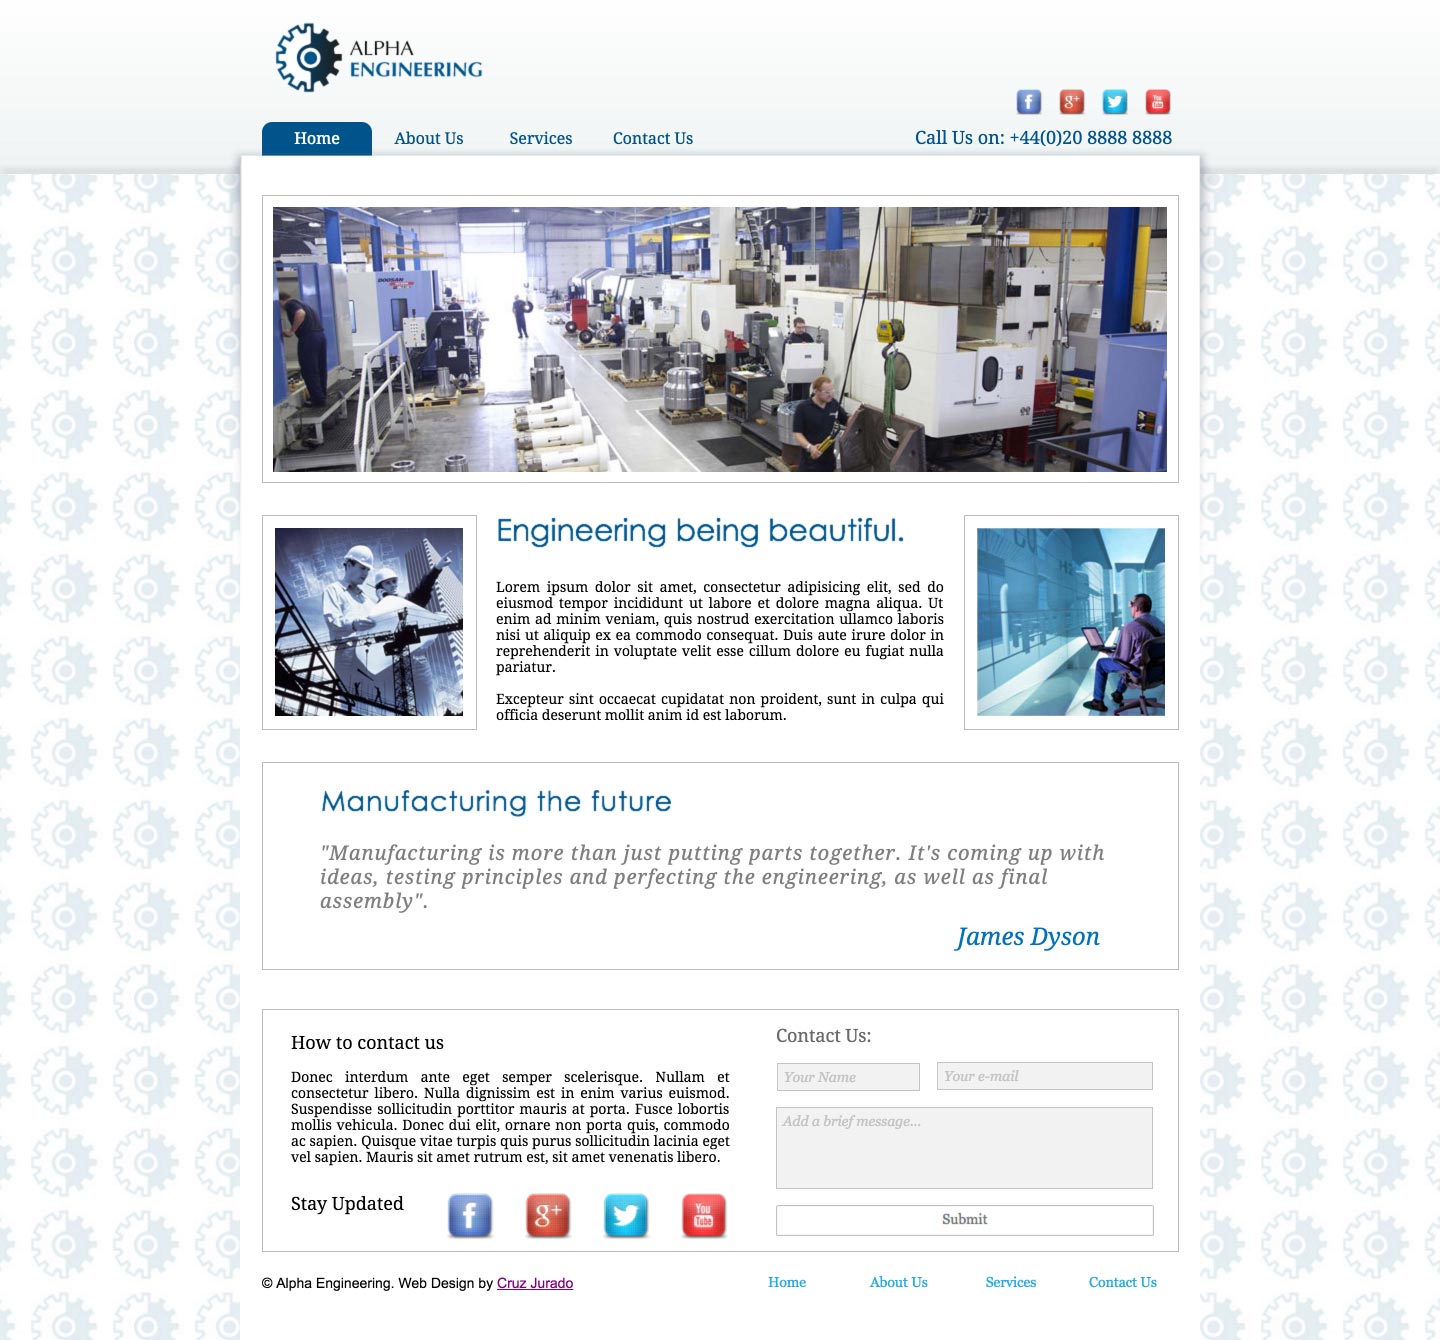 ALPHA
ENGINEERING
Home
About Us
Services
Contact Us
Call Us on: +44(0)20 8888 8888
DOOSAN
Engineering being beautiful.
Lorem ipsum dolor sit amet, consectetur adipisicing elit, sed do
eiusmod tempor incididunt ut labore et dolore magna aliqua. Ut
enim ad minim veniam, quis nostrud exercitation ullamco laboris
nisi ut aliquip ex ea commodo consequat. Duis aute irure dolor in
reprehenderit in voluptate velit esse cillum dolore eu fugiat nulla
pariatur.
Excepteur sint occaecat cupidatat non proident, sunt in culpa qui
officia deserunt mollit anim id est laborum.
H2
Manufacturing the future
"Manufacturing is more than just putting parts together. It's coming up with
ideas, testing principles and perfecting the engineering, as well as final
assembly".
James Dyson
How to contact us
Donec interdum ante eget semper scelerisque. Nullam et
consectetur libero. Nulla dignissim est in enim varius euismod.
Suspendisse sollicitudin porttitor mauris at porta. Fusce lobortis
mollis vehicula. Donec dui elit, ornare non porta quis, commodo
ac sapien. Quisque vitae turpis quis purus sollicitudin lacinia eget
vel sapien. Mauris sit amet rutrum est, sit amet venenatis libero.
Stay Updated
f
g+
You
Tube
Contact Us:
Your Name
Your e-mail
Add a brief message...
Submit
© Alpha Engineering. Web Design by Cruz Jurado
Home
About Us
Services
Contact Us